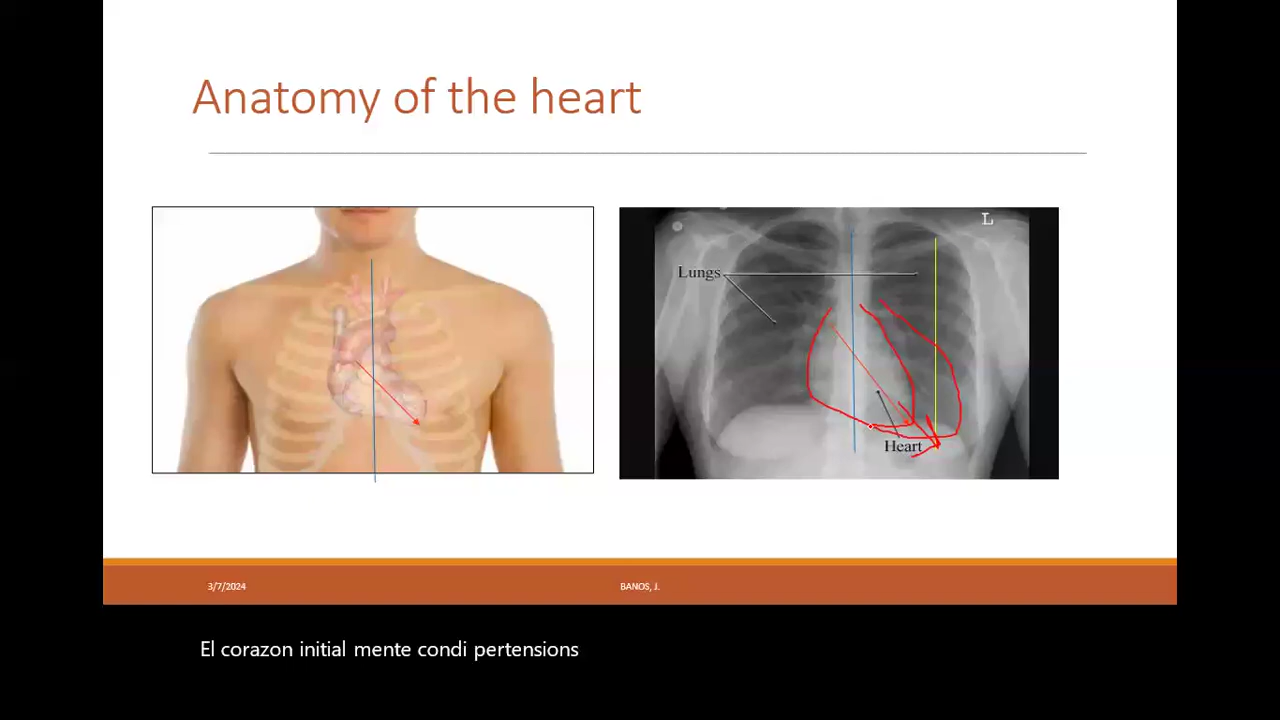 Anatomy of the heart
L
Lungs
Heart
3/7/2024
BANOS, J.
El corazon initial mente condi pertensions